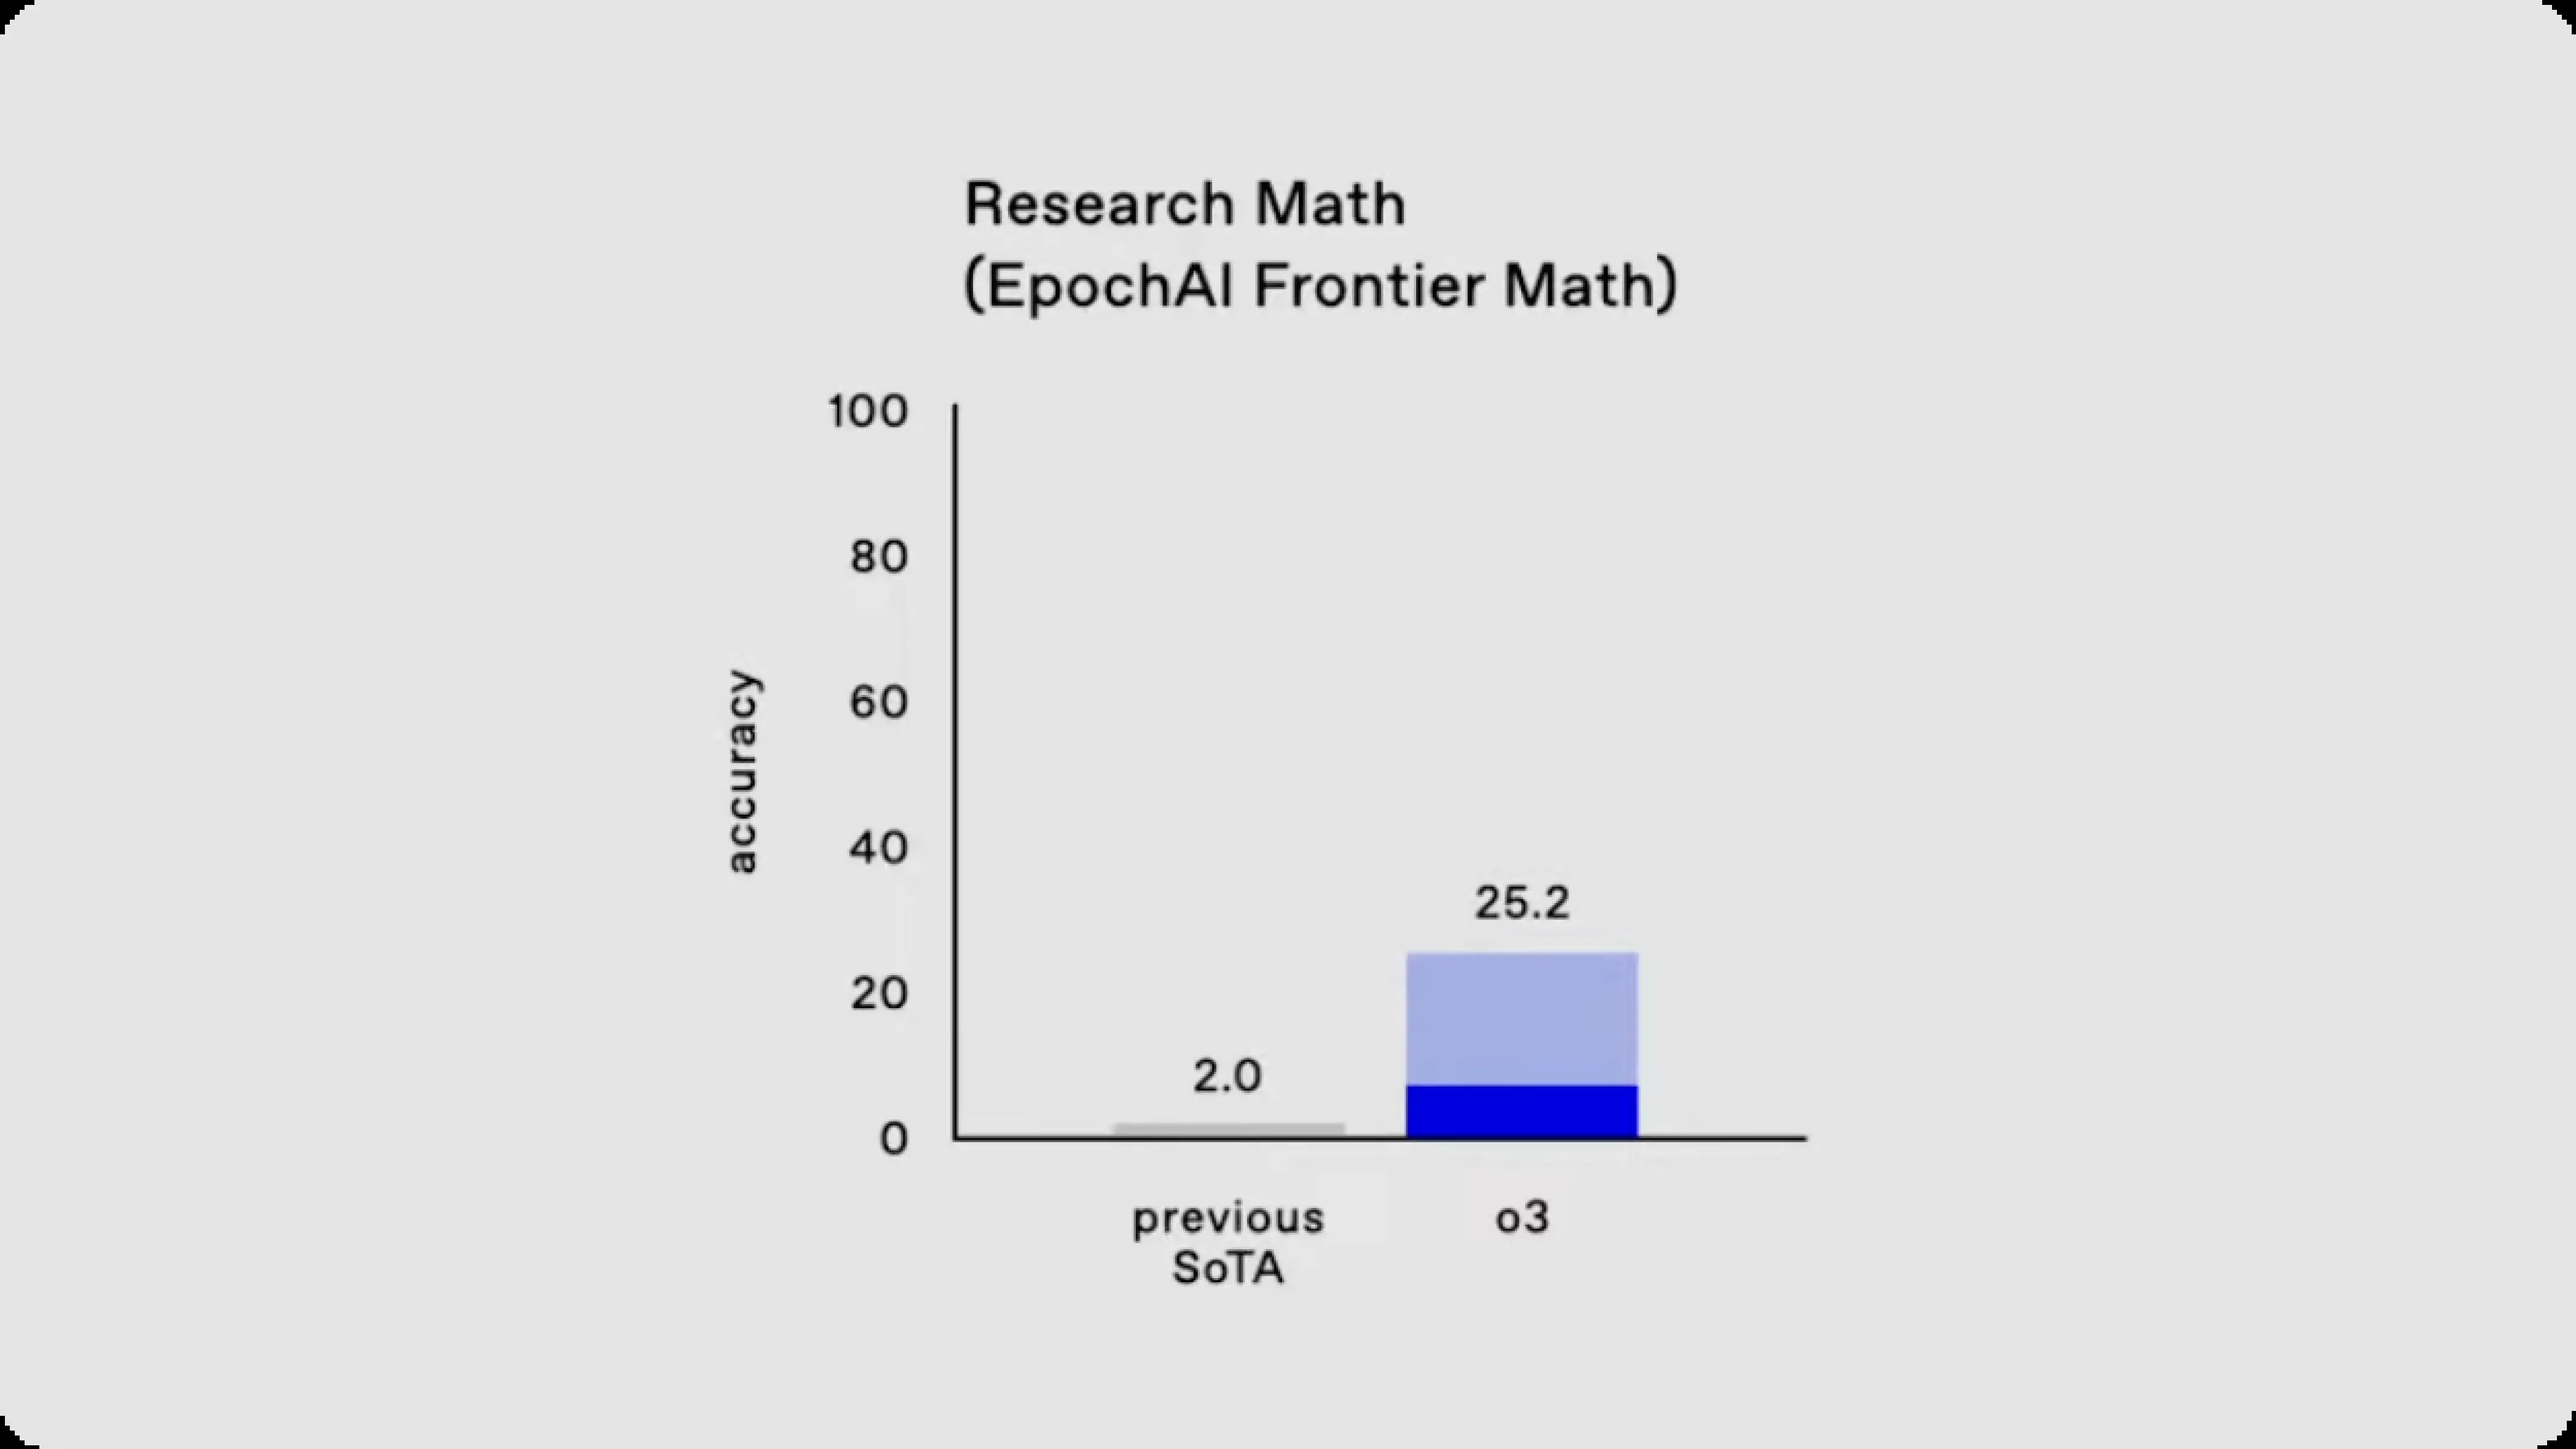 Research Math
(EpochAI Frontier Math)
100
80
60
40
20
0
accuracy
2.0
25.2
previous
SoTA
o3